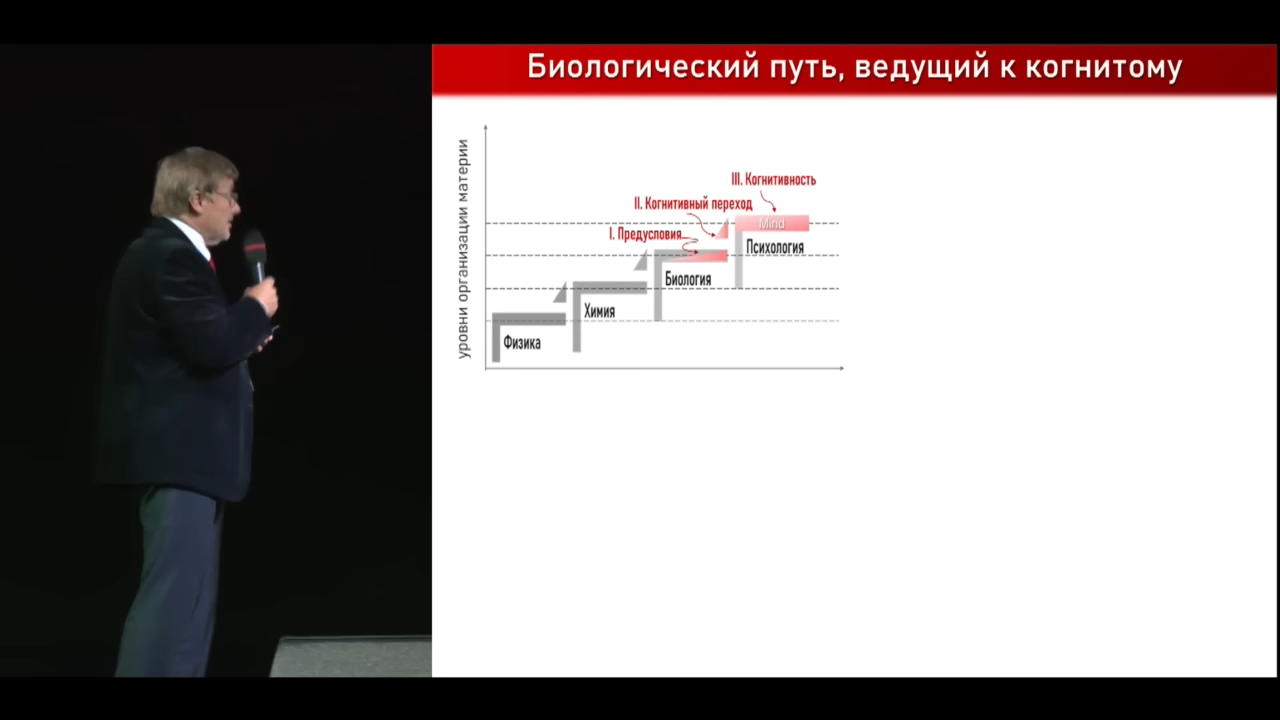 Биологический путь, ведущий к когнитому
уровни организации материи
III. Когнитивность
II. Когнитивный переход
Mind
I. Предусловия
Психология
Биология
Химия
Физика